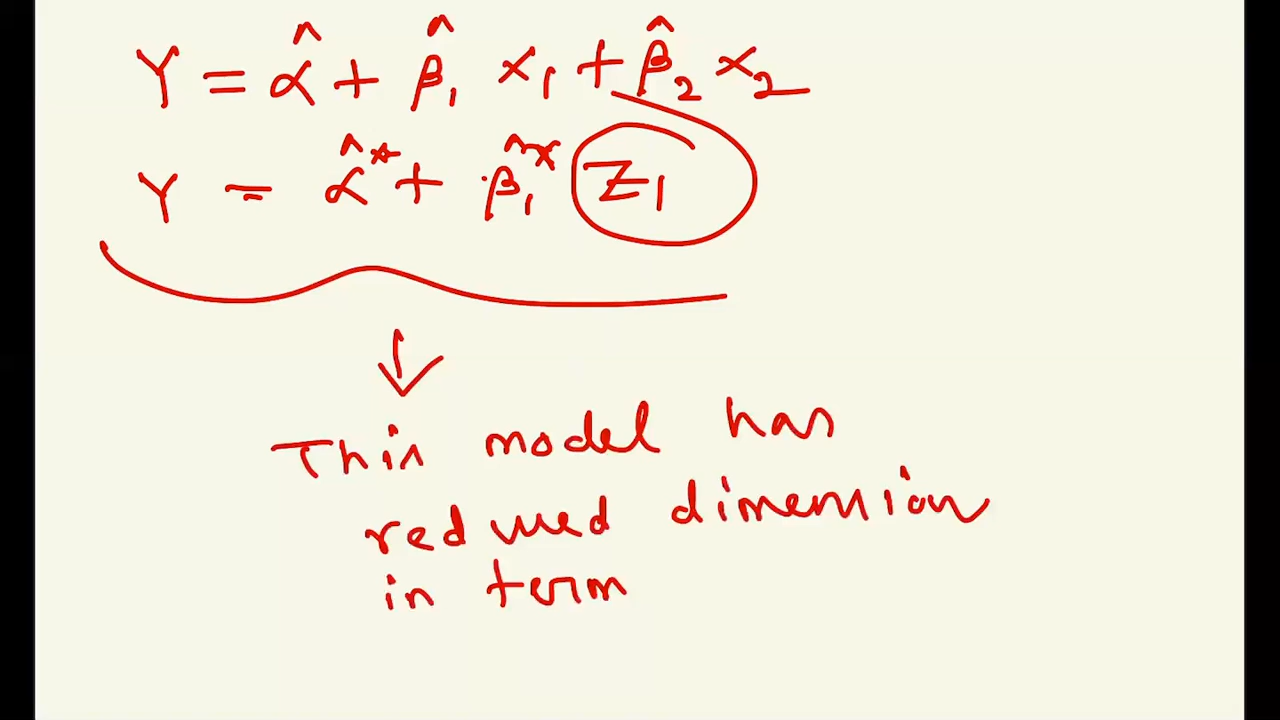 Y = α̂ + β̂₁ x₁ + β̂₂ x₂
Y = α̂* + β̂₁* Z₁
This model has
reduced dimension
in term